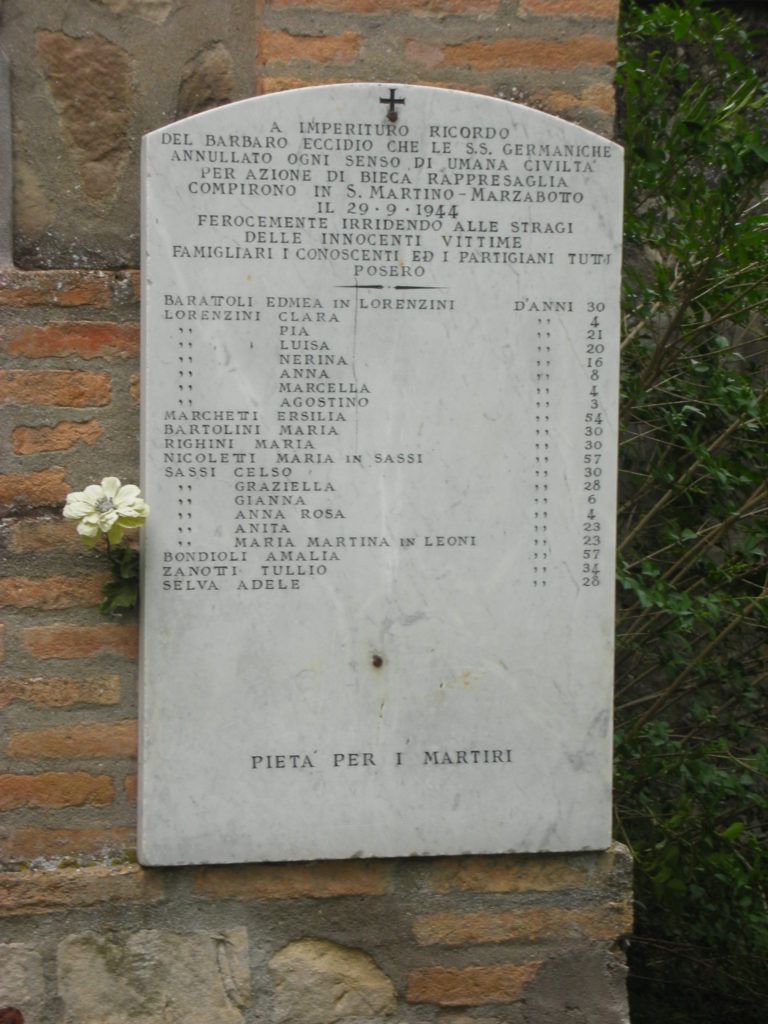 A IMPERITURO RICORDO
DEL BARBARO ECCIDIO CHE LE S.S. GERMANICHE
ANNULLATO OGNI SENSO DI UMANA CIVILTA'
PER AZIONE DI BIECA RAPPRESAGLIA
COMPIRONO IN S. MARTINO-MARZABOTTO
IL 29·9·1944
FEROCEMENTE IRRIDENDO ALLE STRAGI
DELLE INNOCENTI VITTIME
FAMIGLIARI I CONOSCENTI ED I PARTIGIANI TUTTI
POSERO
BARATTOLI EDMEA IN LORENZINI D'ANNI 30
LORENZINI CLARA ,, 4
,, PIA ,, 21
,, LUISA ,, 20
,, NERINA ,, 16
,, ANNA ,, 8
,, MARCELLA ,, 4
,, AGOSTINO ,, 3
MARCHETTI ERSILIA ,, 54
BARTOLINI MARIA ,, 30
RIGHINI MARIA ,, 30
NICOLETTI MARIA IN SASSI ,, 57
SASSI CELSO ,, 30
,, GRAZIELLA ,, 28
,, GIANNA ,, 6
,, ANNA ROSA ,, 4
,, ANITA ,, 23
,, MARIA MARTINA IN LEONI ,, 23
BONDIOLI AMALIA ,, 57
ZANOTTI TULLIO ,, 34
SELVA ADELE ,, 28
PIETA' PER I MARTIRI